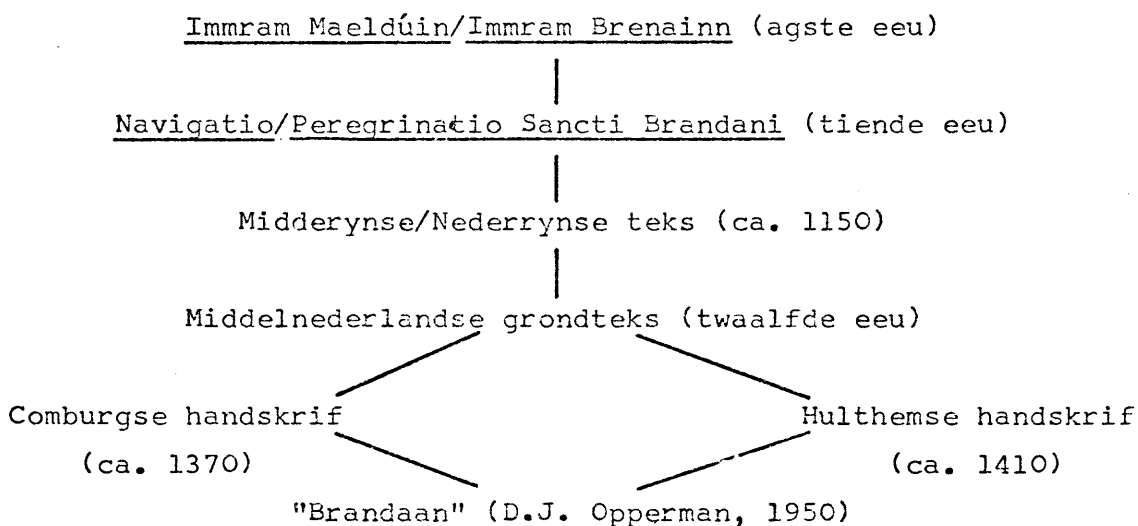 Immram Maeldúin/Immram Brenainn (agste eeu)
Navigatio/Peregrinatio Sancti Brandani (tiende eeu)
Midderynse/Nederrynse teks (ca. 1150)
Middelnederlandse grondteks (twaalfde eeu)
Comburgse handskrif Hulthemse handskrif
(ca. 1370) (ca. 1410)
"Brandaan" (D.J. Opperman, 1950)